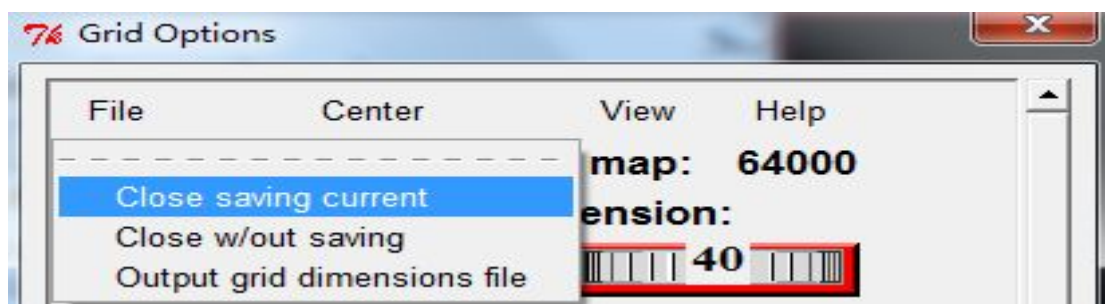 Grid Options
File Center View Help
map: 64000
Close saving current
ension:
Close w/out saving
40
Output grid dimensions file